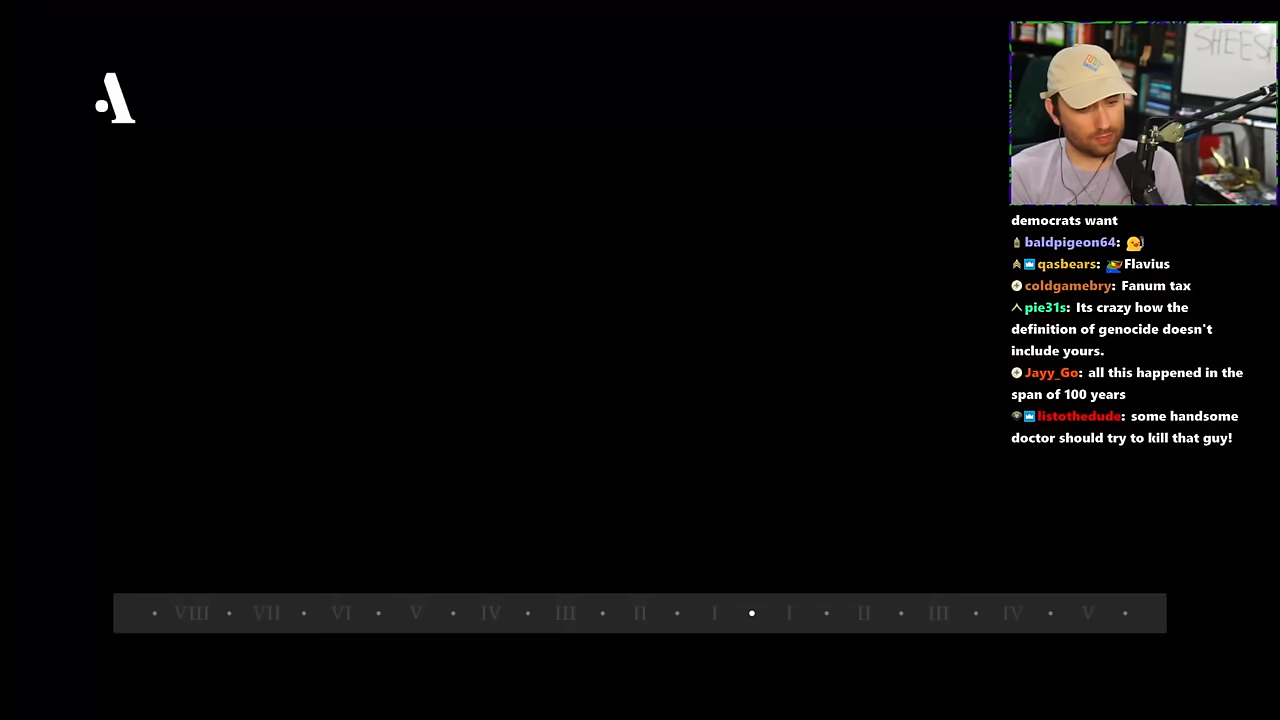 A
SHEESH
democrats want
baldpigeon64:
qasbears: Flavius
coldgamebry: Fanum tax
pie31s: Its crazy how the
definition of genocide doesn't
include yours.
Jayy_Go: all this happened in the
span of 100 years
listothedude: some handsome
doctor should try to kill that guy!
VIII VII VI V IV III II I I II III IV V